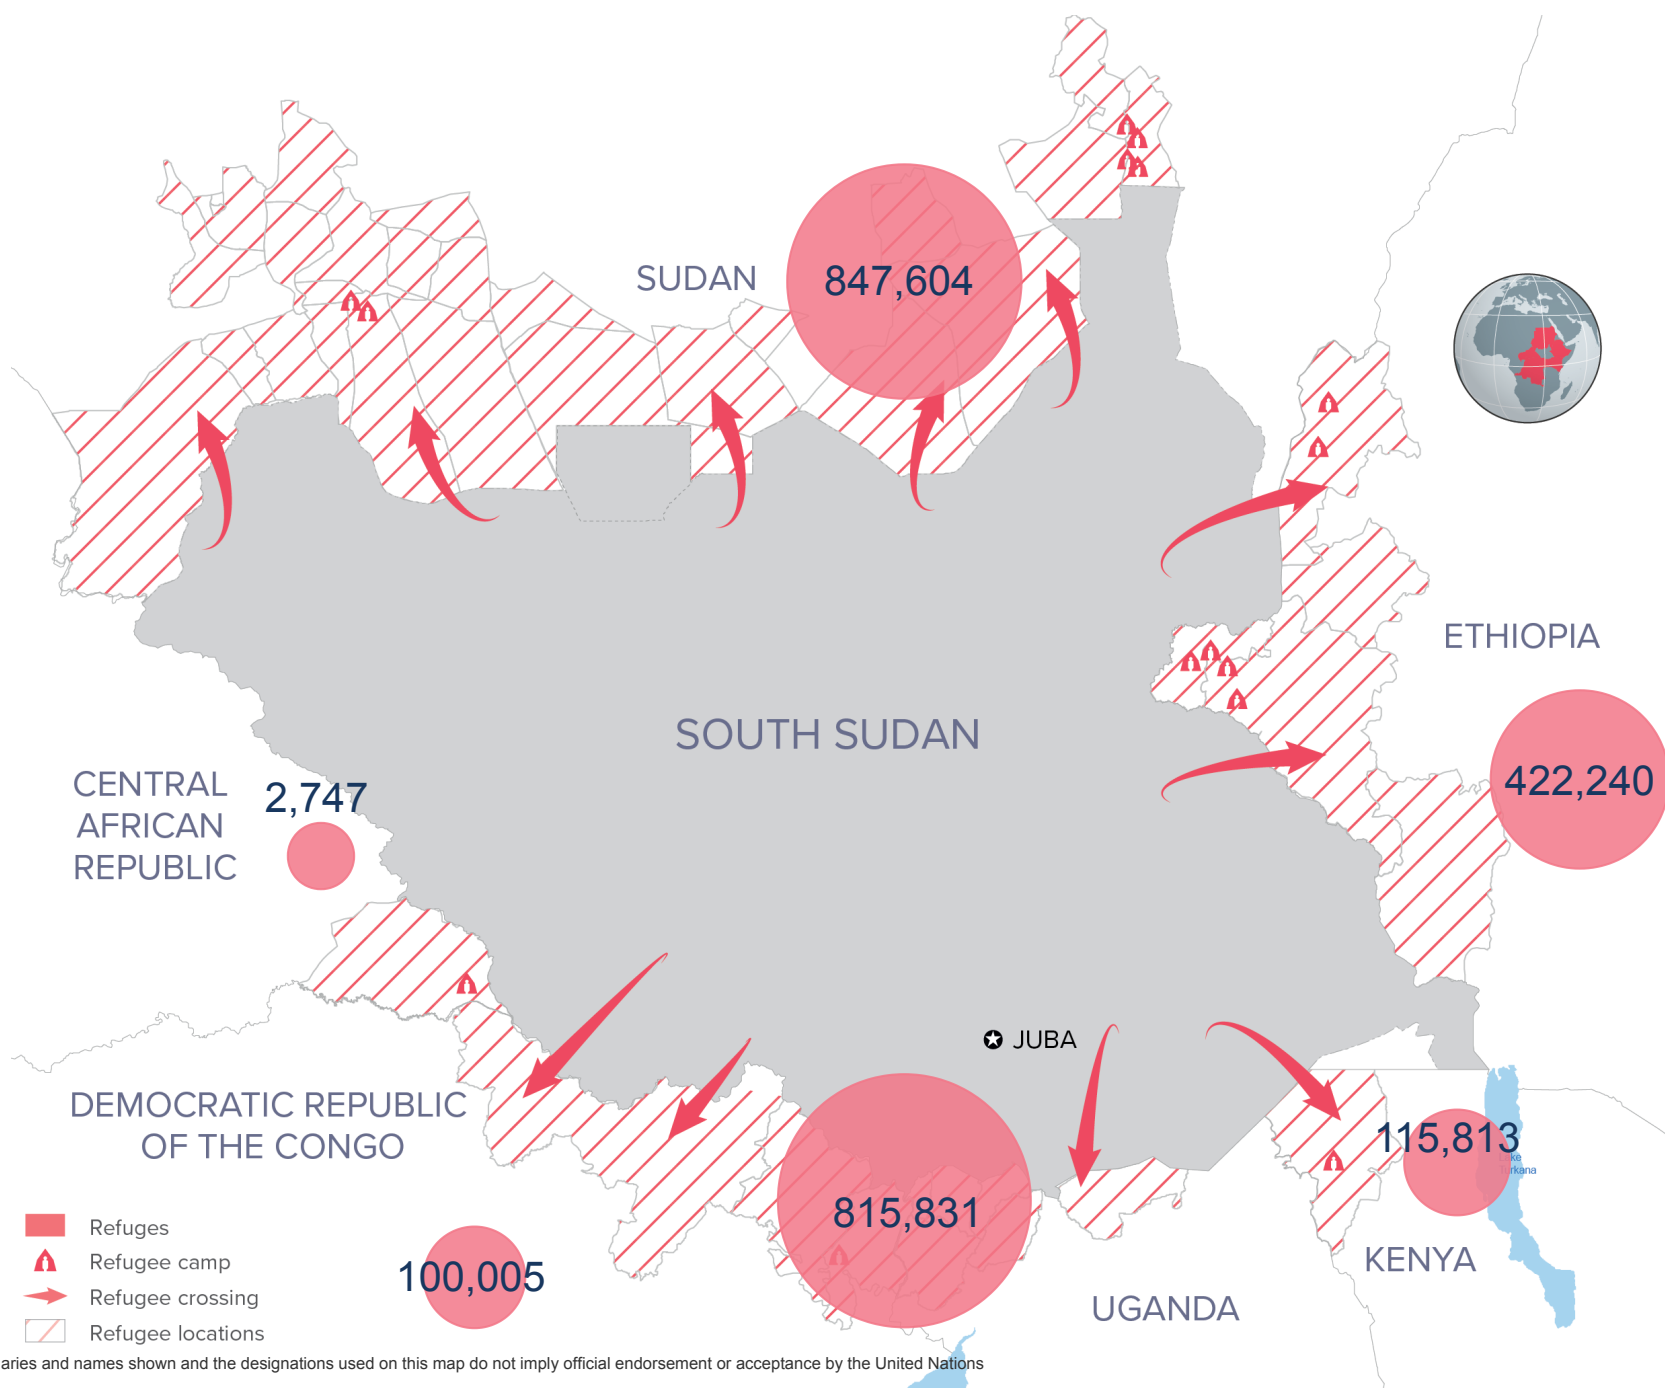 SUDAN
847,604
ETHIOPIA
SOUTH SUDAN
422,240
CENTRAL
AFRICAN
REPUBLIC
2,747
JUBA
DEMOCRATIC REPUBLIC
OF THE CONGO
115,813
Lake
Turkana
815,831
KENYA
UGANDA
100,005
Refuges
Refugee camp
Refugee crossing
Refugee locations
aries and names shown and the designations used on this map do not imply official endorsement or acceptance by the United Nations